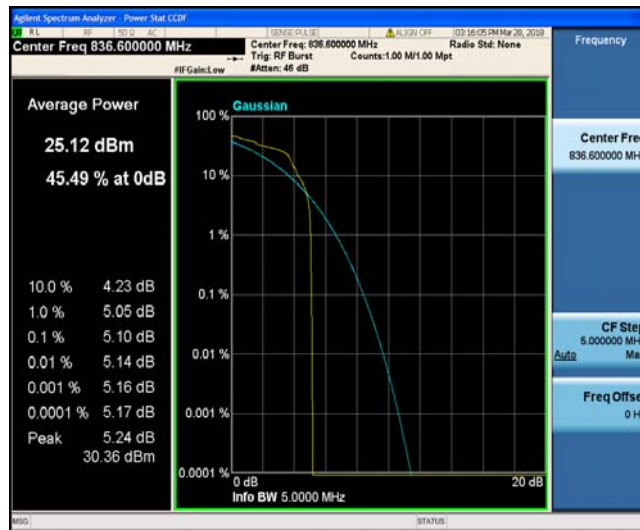 Agilent Spectrum Analyzer - Power Stat CCDF
RL RF 50 Ω AC SENSE:PULSE ALIGN OFF 03:16:05 PM Mar 28, 2018
Center Freq 836.600000 MHz
Center Freq: 836.600000 MHz
Radio Std: None
Trig: RF Burst
Counts:1.00 M/1.00 Mpt
#IFGain:Low
#Atten: 46 dB
Frequency
Average Power
25.12 dBm
45.49 % at 0dB
10.0 % 4.23 dB
1.0 % 5.05 dB
0.1 % 5.10 dB
0.01 % 5.14 dB
0.001 % 5.16 dB
0.0001 % 5.17 dB
Peak 5.24 dB
30.36 dBm
Gaussian
100 %
10 %
1 %
0.1 %
0.01 %
0.001 %
0.0001 %
0 dB
20 dB
Info BW 5.0000 MHz
Center Fre
836.600000 MH
CF Step
5.000000 MH
Auto Ma
Freq Offse
0 H
MSG
STATUS